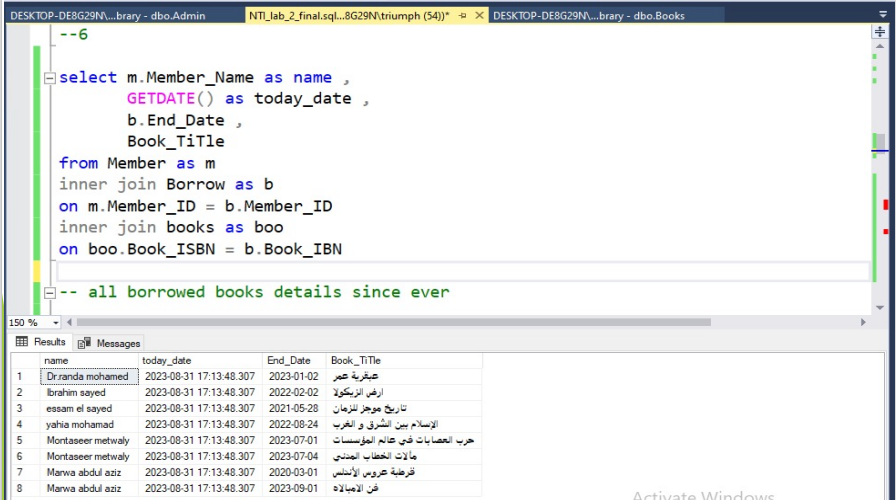 DESKTOP-DE8G29N\...brary - dbo.Admin
NTI_lab_2_final.sql...8G29N\triumph (54))*
DESKTOP-DE8G29N\...brary - dbo.Books
--6
select m.Member_Name as name ,
GETDATE() as today_date ,
b.End_Date ,
Book_TiTle
from Member as m
inner join Borrow as b
on m.Member_ID = b.Member_ID
inner join books as boo
on boo.Book_ISBN = b.Book_IBN
-- all borrowed books details since ever
150 %
Results Messages
name today_date End_Date Book_TiTle
1 Dr.randa mohamed 2023-08-31 17:13:48.307 2023-01-02 عبقرية عمر
2 Ibrahim sayed 2023-08-31 17:13:48.307 2022-02-02 ارض الزيكولا
3 essam el sayed 2023-08-31 17:13:48.307 2021-05-28 تاريخ موجز للزمان
4 yahia mohamad 2023-08-31 17:13:48.307 2022-08-24 الإسلام بين الشرق و الغرب
5 Montaseer metwaly 2023-08-31 17:13:48.307 2023-07-01 حرب العصابات في عالم المؤسسات
6 Montaseer metwaly 2023-08-31 17:13:48.307 2023-07-04 مآلات الخطاب المدني
7 Marwa abdul aziz 2023-08-31 17:13:48.307 2020-03-01 قرطبة عروس الأندلس
8 Marwa abdul aziz 2023-08-31 17:13:48.307 2023-09-01 فن الامبالاه
Activate Windows